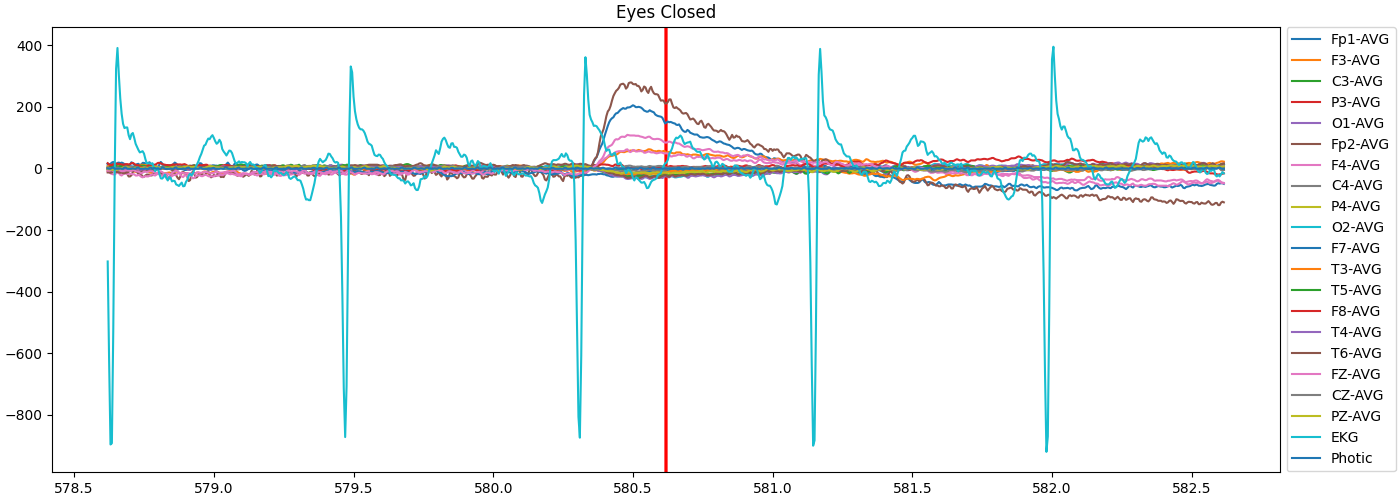 Eyes Closed
400
200
0
−200
−400
−600
−800
578.5 579.0 579.5 580.0 580.5 581.0 581.5 582.0 582.5
Fp1-AVG
F3-AVG
C3-AVG
P3-AVG
O1-AVG
Fp2-AVG
F4-AVG
C4-AVG
P4-AVG
O2-AVG
F7-AVG
T3-AVG
T5-AVG
F8-AVG
T4-AVG
T6-AVG
FZ-AVG
CZ-AVG
PZ-AVG
EKG
Photic